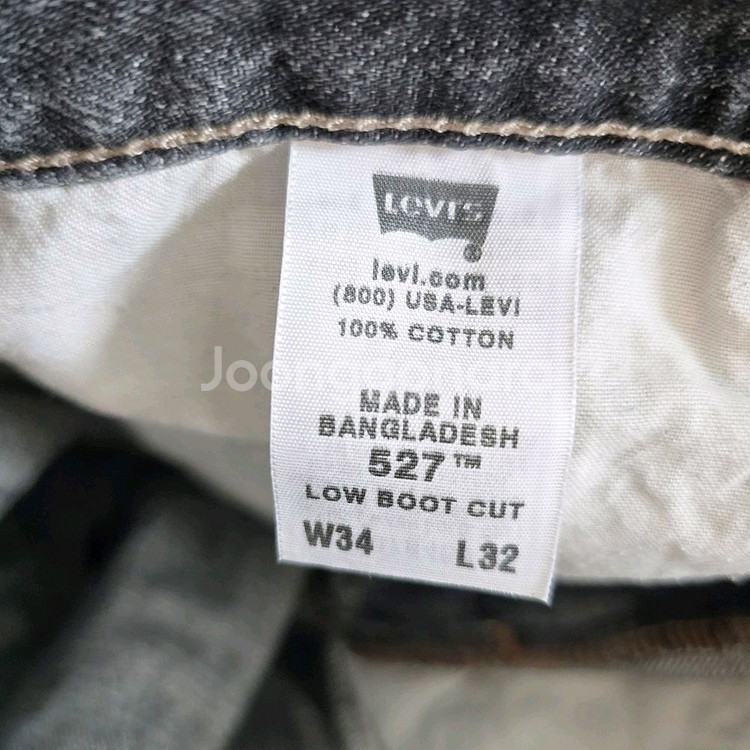 LEVI'S
®
levi.com
(800) USA-LEVI
100% COTTON
MADE IN
BANGLADESH
527™
LOW BOOT CUT
W34 L32